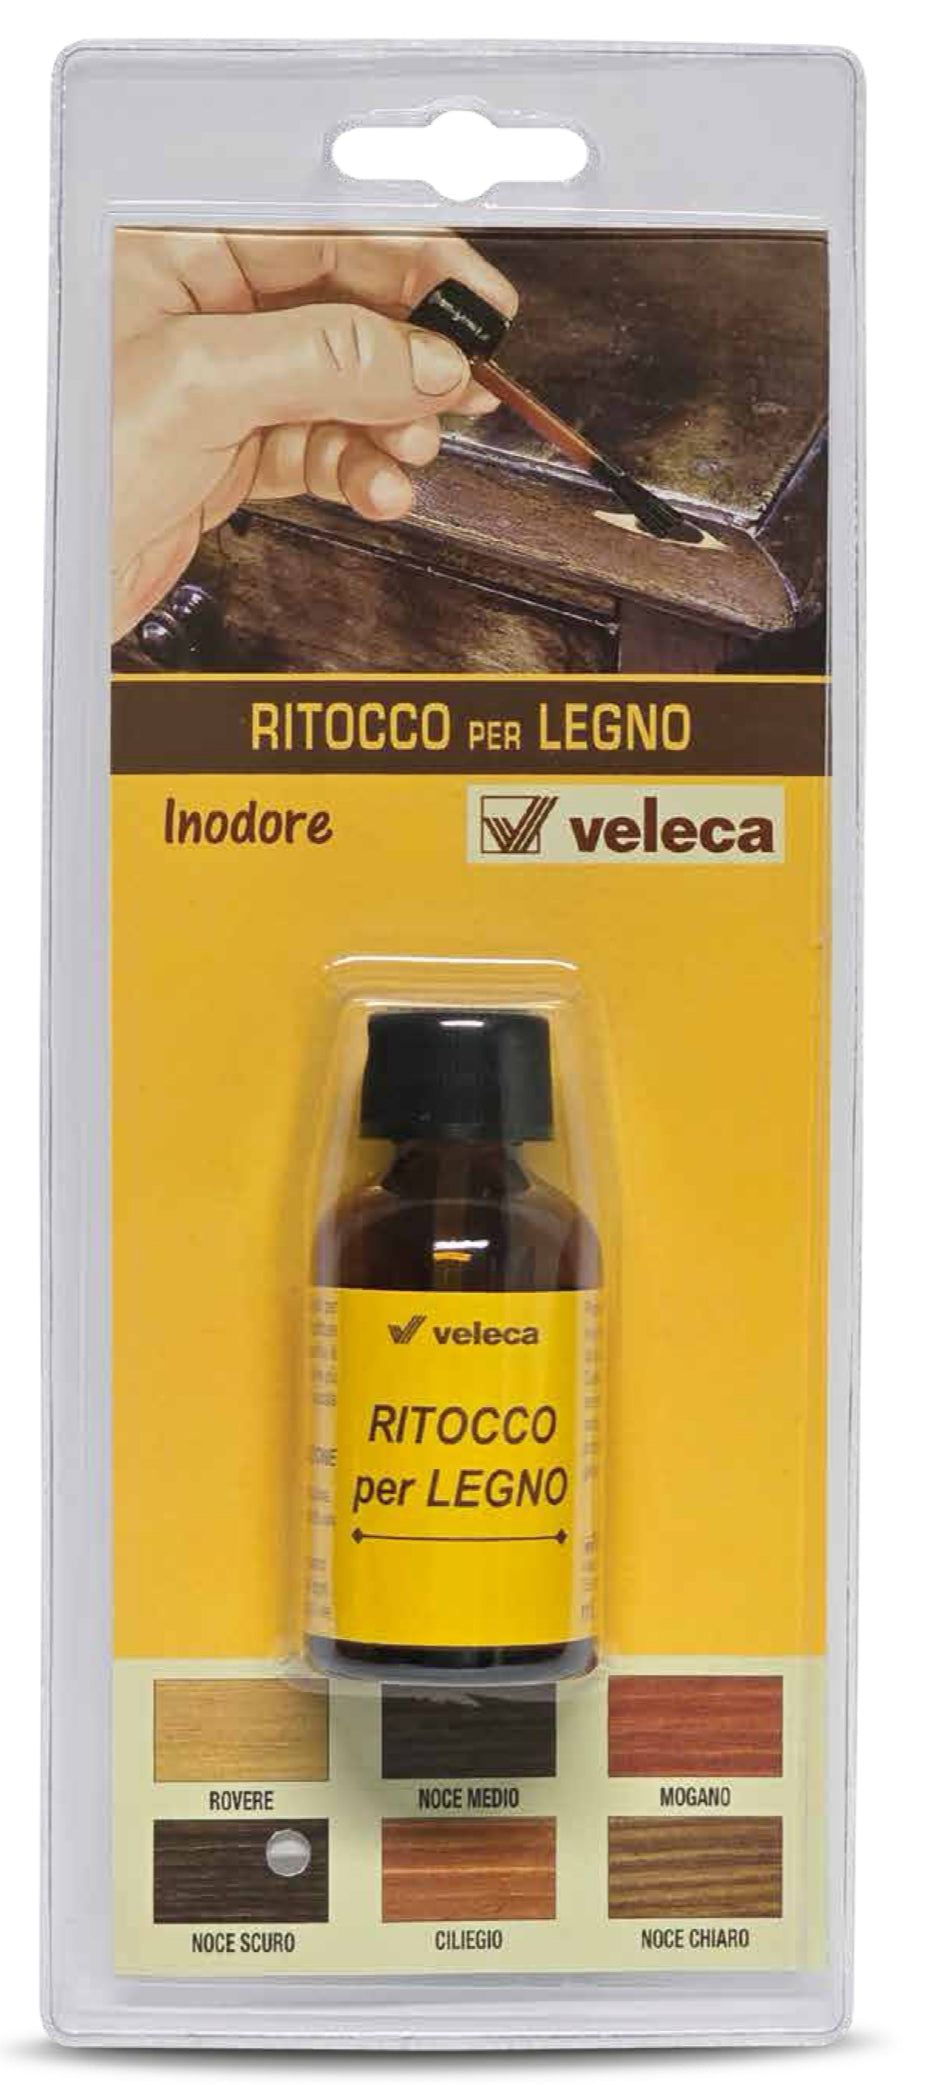 RITOCCO PER LEGNO
Inodore
veleca
veleca
RITOCCO
per LEGNO
ROVERE
NOCE MEDIO
MOGANO
NOCE SCURO
CILIEGIO
NOCE CHIARO